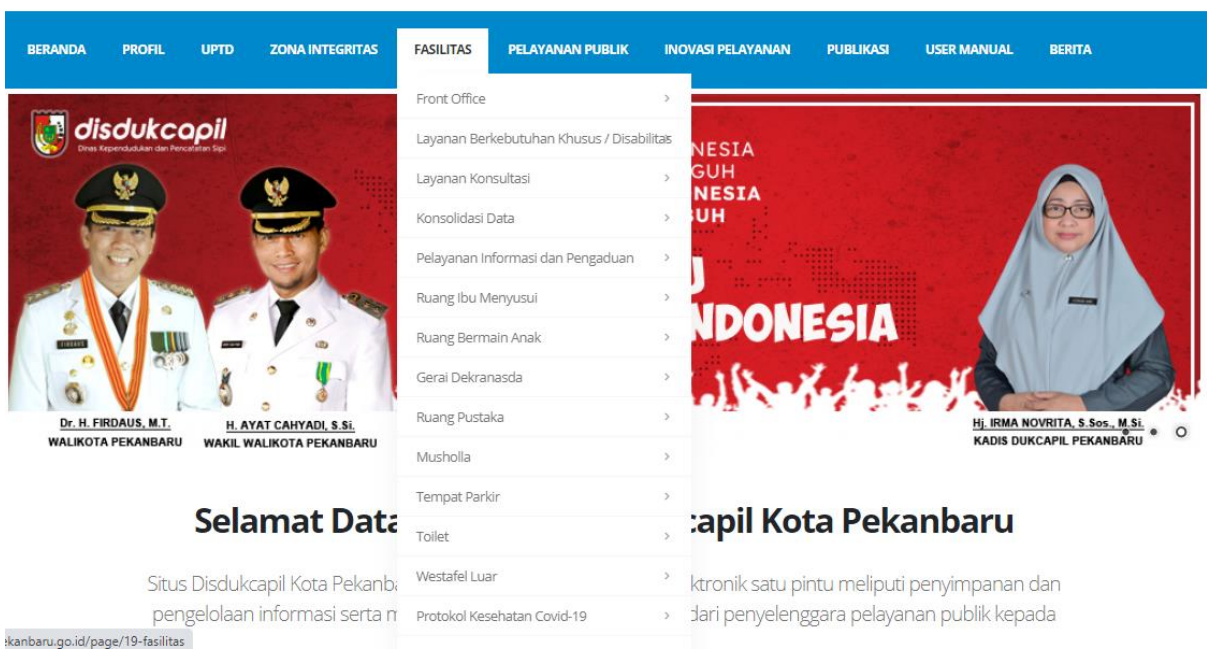 BERANDA PROFIL UPTD ZONA INTEGRITAS FASILITAS PELAYANAN PUBLIK INOVASI PELAYANAN PUBLIKASI USER MANUAL BERITA
Front Office
Layanan Berkebutuhan Khusus / Disabilitas
Layanan Konsultasi
Konsolidasi Data
Pelayanan Informasi dan Pengaduan
Ruang Ibu Menyusui
Ruang Bermain Anak
Gerai Dekranasda
Ruang Pustaka
Musholla
Tempat Parkir
Toilet
Westafel Luar
Protokol Kesehatan Covid-19
disdukcapil
Dinas Kependudukan dan Pencatatan Sipi
NESIA
GUH
NESIA
UH
U
NDONESIA
FIRDAUS
Dr. H. FIRDAUS, M.T.
WALIKOTA PEKANBARU
H. AYAT CAHYADI, S.Si.
WAKIL WALIKOTA PEKANBARU
Hj. IRMA NOVRITA, S.Sos., M.Si.
KADIS DUKCAPIL PEKANBARU
Selamat Data capil Kota Pekanbaru
Situs Disdukcapil Kota Pekanba ktronik satu pintu meliputi penyimpanan dan
pengelolaan informasi serta m dari penyelenggara pelayanan publik kepada
ekanbaru.go.id/page/19-fasilitas